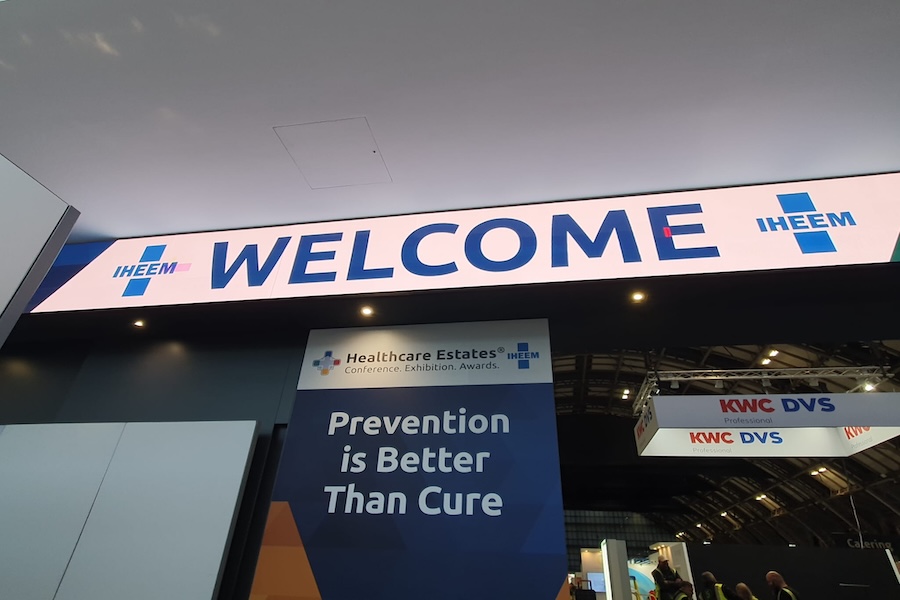 IHEEM WELCOME IHEEM
Healthcare Estates® IHEEM
Conference. Exhibition. Awards.
Prevention
is Better
Than Cure
KWC DVS
Professional
KWC DVS
Professional
KWC
Catering